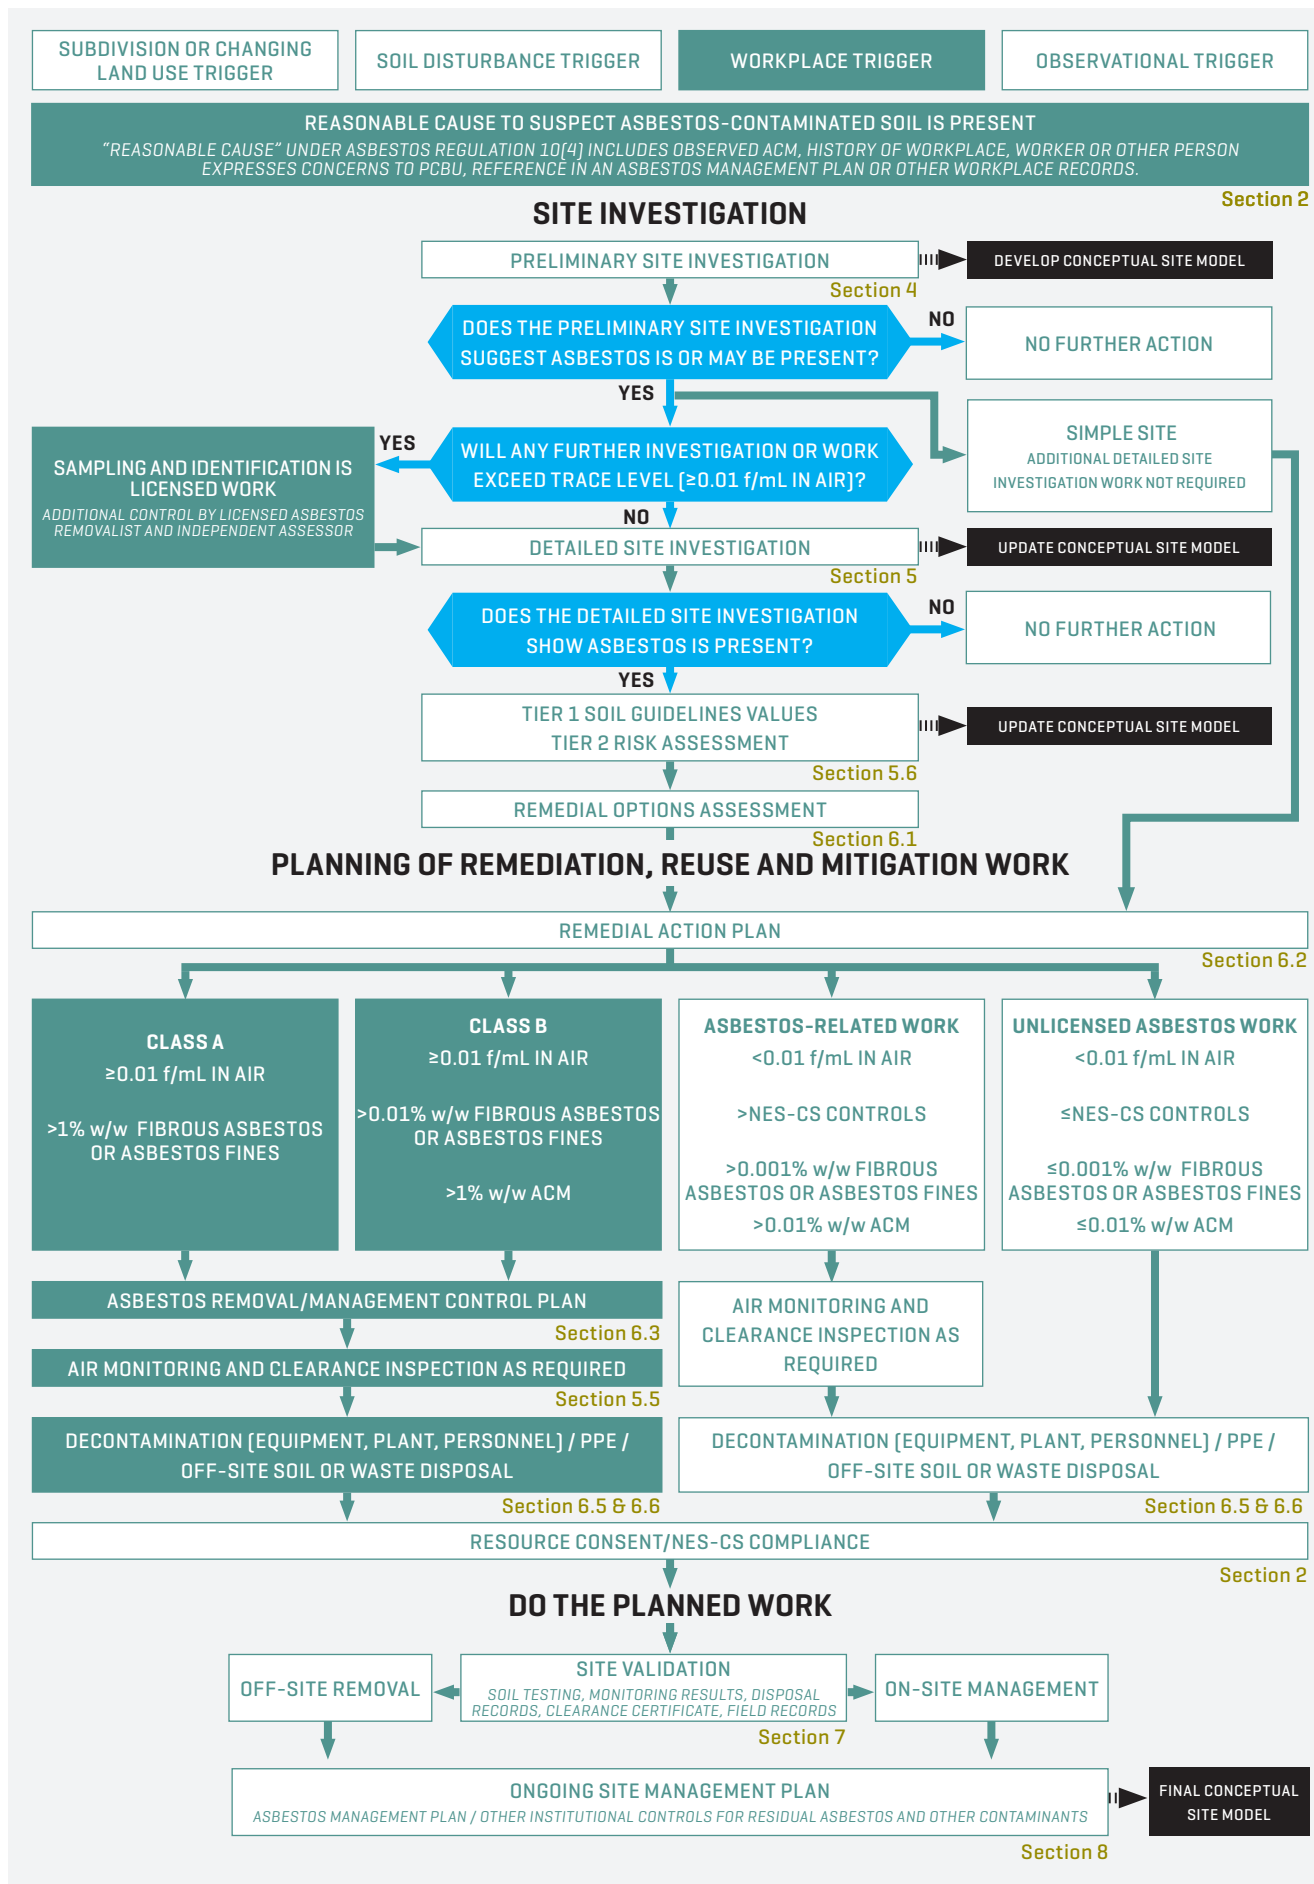 SUBDIVISION OR CHANGING
LAND USE TRIGGER
SOIL DISTURBANCE TRIGGER
WORKPLACE TRIGGER
OBSERVATIONAL TRIGGER
REASONABLE CAUSE TO SUSPECT ASBESTOS-CONTAMINATED SOIL IS PRESENT
“REASONABLE CAUSE” UNDER ASBESTOS REGULATION 10(4) INCLUDES OBSERVED ACM, HISTORY OF WORKPLACE, WORKER OR OTHER PERSON
EXPRESSES CONCERNS TO PCBU, REFERENCE IN AN ASBESTOS MANAGEMENT PLAN OR OTHER WORKPLACE RECORDS.
Section 2
SITE INVESTIGATION
PRELIMINARY SITE INVESTIGATION
DEVELOP CONCEPTUAL SITE MODEL
Section 4
DOES THE PRELIMINARY SITE INVESTIGATION
SUGGEST ASBESTOS IS OR MAY BE PRESENT?
NO
NO FURTHER ACTION
YES
SIMPLE SITE
ADDITIONAL DETAILED SITE
INVESTIGATION WORK NOT REQUIRED
WILL ANY FURTHER INVESTIGATION OR WORK
EXCEED TRACE LEVEL (≥0.01 f/mL IN AIR)?
YES
SAMPLING AND IDENTIFICATION IS
LICENSED WORK
ADDITIONAL CONTROL BY LICENSED ASBESTOS
REMOVALIST AND INDEPENDENT ASSESSOR
NO
DETAILED SITE INVESTIGATION
UPDATE CONCEPTUAL SITE MODEL
Section 5
DOES THE DETAILED SITE INVESTIGATION
SHOW ASBESTOS IS PRESENT?
NO
NO FURTHER ACTION
YES
TIER 1 SOIL GUIDELINES VALUES
TIER 2 RISK ASSESSMENT
UPDATE CONCEPTUAL SITE MODEL
Section 5.6
REMEDIAL OPTIONS ASSESSMENT
Section 6.1
PLANNING OF REMEDIATION, REUSE AND MITIGATION WORK
REMEDIAL ACTION PLAN
Section 6.2
CLASS A
≥0.01 f/mL IN AIR
>1% w/w FIBROUS ASBESTOS
OR ASBESTOS FINES
CLASS B
≥0.01 f/mL IN AIR
>0.01% w/w FIBROUS ASBESTOS
OR ASBESTOS FINES
>1% w/w ACM
ASBESTOS-RELATED WORK
<0.01 f/mL IN AIR
>NES-CS CONTROLS
>0.001% w/w FIBROUS
ASBESTOS OR ASBESTOS FINES
>0.01% w/w ACM
UNLICENSED ASBESTOS WORK
<0.01 f/mL IN AIR
≤NES-CS CONTROLS
≤0.001% w/w FIBROUS
ASBESTOS OR ASBESTOS FINES
≤0.01% w/w ACM
ASBESTOS REMOVAL/MANAGEMENT CONTROL PLAN
Section 6.3
AIR MONITORING AND CLEARANCE INSPECTION AS REQUIRED
Section 5.5
AIR MONITORING AND
CLEARANCE INSPECTION AS
REQUIRED
DECONTAMINATION (EQUIPMENT, PLANT, PERSONNEL) / PPE /
OFF-SITE SOIL OR WASTE DISPOSAL
Section 6.5 & 6.6
DECONTAMINATION (EQUIPMENT, PLANT, PERSONNEL) / PPE /
OFF-SITE SOIL OR WASTE DISPOSAL
Section 6.5 & 6.6
RESOURCE CONSENT/NES-CS COMPLIANCE
Section 2
DO THE PLANNED WORK
OFF-SITE REMOVAL
SITE VALIDATION
SOIL TESTING, MONITORING RESULTS, DISPOSAL
RECORDS, CLEARANCE CERTIFICATE, FIELD RECORDS
ON-SITE MANAGEMENT
Section 7
ONGOING SITE MANAGEMENT PLAN
ASBESTOS MANAGEMENT PLAN / OTHER INSTITUTIONAL CONTROLS FOR RESIDUAL ASBESTOS AND OTHER CONTAMINANTS
FINAL CONCEPTUAL
SITE MODEL
Section 8